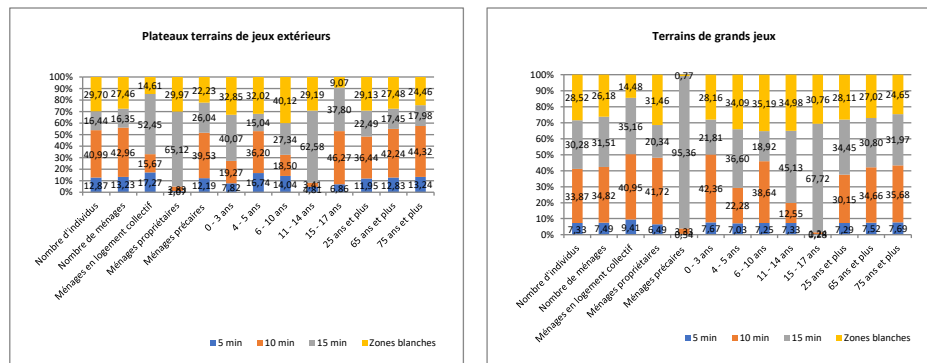 Plateaux terrains de jeux extérieurs
100%
90%
80%
70%
60%
50%
40%
30%
20%
10%
0%
29,70 27,46 14,61 29,97 22,23 32,85 32,02 40,12 29,19 9,07 29,13 27,48 24,46
16,44 16,35 52,45 65,12 26,04 40,07 15,04 27,34 62,58 37,80 22,49 17,45 17,98
40,99 42,96 15,67 39,53 19,27 36,20 18,50 3,41 46,27 36,44 42,24 44,32
12,87 13,23 17,27 12,19 7,82 16,74 14,04 6,86 11,95 12,83 13,24
Nombre d'individus
Nombre de ménages
Ménages en logement collectif
Ménages propriétaires
Ménages précaires
0 - 3 ans
4 - 5 ans
6 - 10 ans
11 - 14 ans
15 - 17 ans
25 ans et plus
65 ans et plus
75 ans et plus
5 min 10 min 15 min Zones blanches
Terrains de grands jeux
100%
90%
80%
70%
60%
50%
40%
30%
20%
10%
0%
28,52 26,18 14,48 31,46 0,77 28,16 34,09 35,19 34,98 30,76 28,11 27,02 24,65
30,28 31,51 35,16 20,34 95,36 21,81 36,60 18,92 45,13 67,72 34,45 30,80 31,97
33,87 34,82 40,95 41,72 42,36 22,28 38,64 12,55 30,15 34,66 35,68
7,33 7,49 9,41 6,49 7,67 7,03 7,25 7,33 7,29 7,52 7,69
Nombre d'individus
Nombre de ménages
Ménages en logement collectif
Ménages propriétaires
Ménages précaires
0 - 3 ans
4 - 5 ans
6 - 10 ans
11 - 14 ans
15 - 17 ans
25 ans et plus
65 ans et plus
75 ans et plus
5 min 10 min 15 min Zones blanches